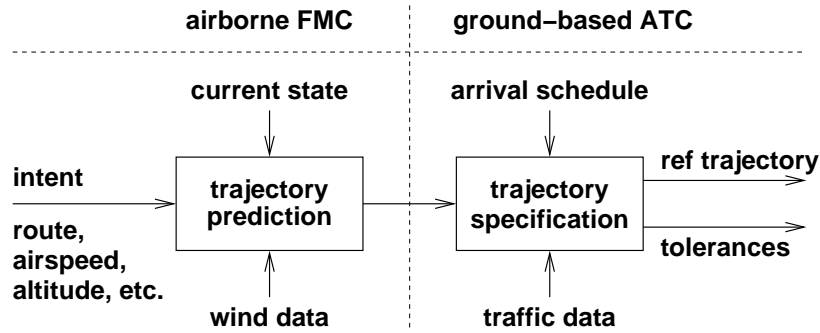 airborne FMC
ground−based ATC
current state
arrival schedule
intent
trajectory
prediction
trajectory
specification
ref trajectory
tolerances
route,
airspeed,
altitude, etc.
wind data
traffic data